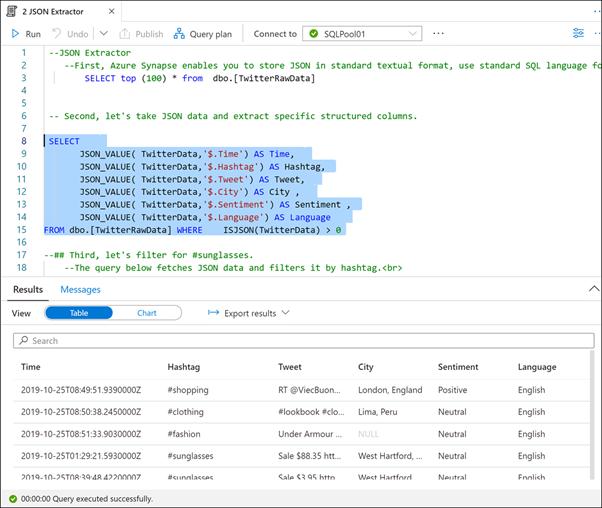 2 JSON Extractor
Run Undo Publish Query plan Connect to SQLPool01 ...
1 --JSON Extractor
2 --First, Azure Synapse enables you to store JSON in standard textual format, use standard SQL language fo
3 SELECT top (100) * from dbo.[TwitterRawData]
4
5
6 -- Second, let's take JSON data and extract specific structured columns.
7
8 SELECT
9 JSON_VALUE( TwitterData,'$.Time') AS Time,
10 JSON_VALUE( TwitterData,'$.Hashtag') AS Hashtag,
11 JSON_VALUE( TwitterData,'$.Tweet') AS Tweet,
12 JSON_VALUE( TwitterData,'$.City') AS City ,
13 JSON_VALUE( TwitterData,'$.Sentiment') AS Sentiment ,
14 JSON_VALUE( TwitterData,'$.Language') AS Language
15 FROM dbo.[TwitterRawData] WHERE ISJSON(TwitterData) > 0
16
17 --## Third, let's filter for #sunglasses.
18 --The query below fetches JSON data and filters it by hashtag.<br>
Results Messages
View Table Chart Export results
Search
Time Hashtag Tweet City Sentiment Language
2019-10-25T08:49:51.9390000Z #shopping RT @ViecBuon... London, England Positive English
2019-10-25T08:50:38.2450000Z #clothing #lookbook #clo... Lima, Peru Neutral English
2019-10-25T08:51:33.9030000Z #fashion Under Armour ... NULL Neutral English
2019-10-25T01:29:21.5930000Z #sunglasses Sale $88.35 http... West Hartford, ... Neutral English
2019-10-25T08:39:48.4220000Z #sunglasses Sale $3.95 http... West Hartford Neutral English
00:00:00 Query executed successfully.